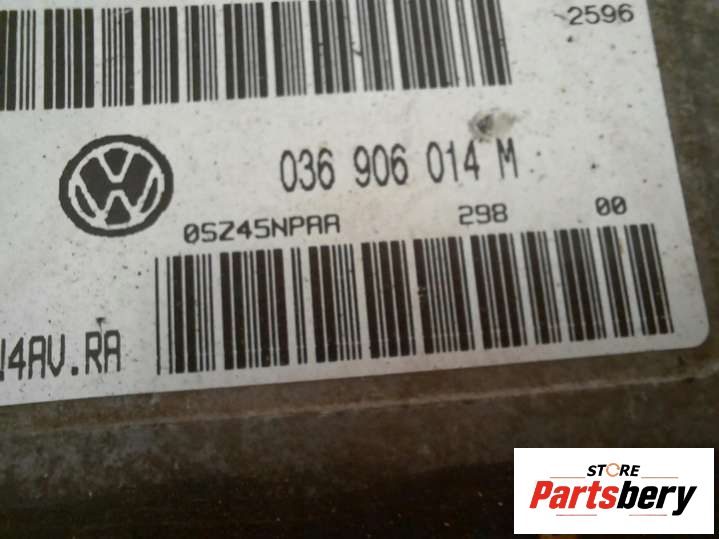 2596
036 906 014 M
0SZ45NPAA 298 00
4AV.RA
STORE
Partsbery